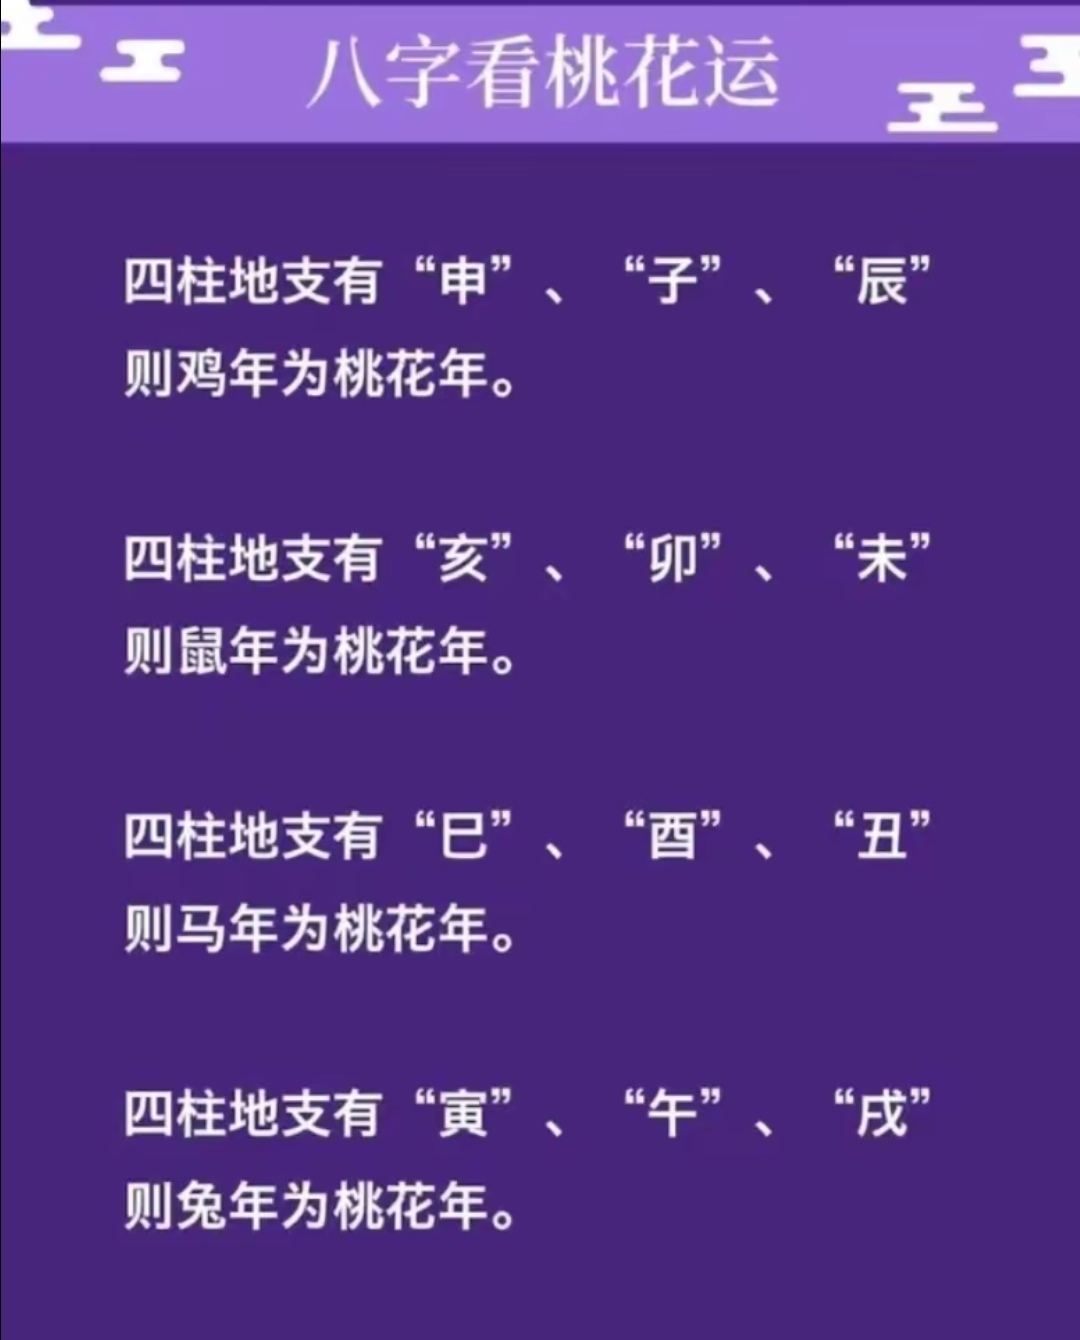 八字看桃花运
四柱地支有“申”、“子”、“辰”
则鸡年为桃花年。
四柱地支有“亥”、“卯”、“未”
则鼠年为桃花年。
四柱地支有“巳”、“酉”、“丑”
则马年为桃花年。
四柱地支有“寅”、“午”、“戌”
则兔年为桃花年。